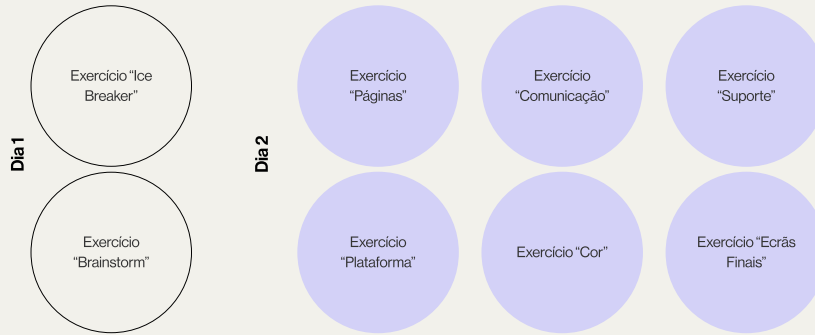 Dia 1
Exercício “Ice
Breaker”
Exercício
“Brainstorm”
Dia 2
Exercício
“Páginas”
Exercício
“Comunicação”
Exercício
“Suporte”
Exercício
“Plataforma”
Exercício “Cor”
Exercício “Ecrãs
Finais”